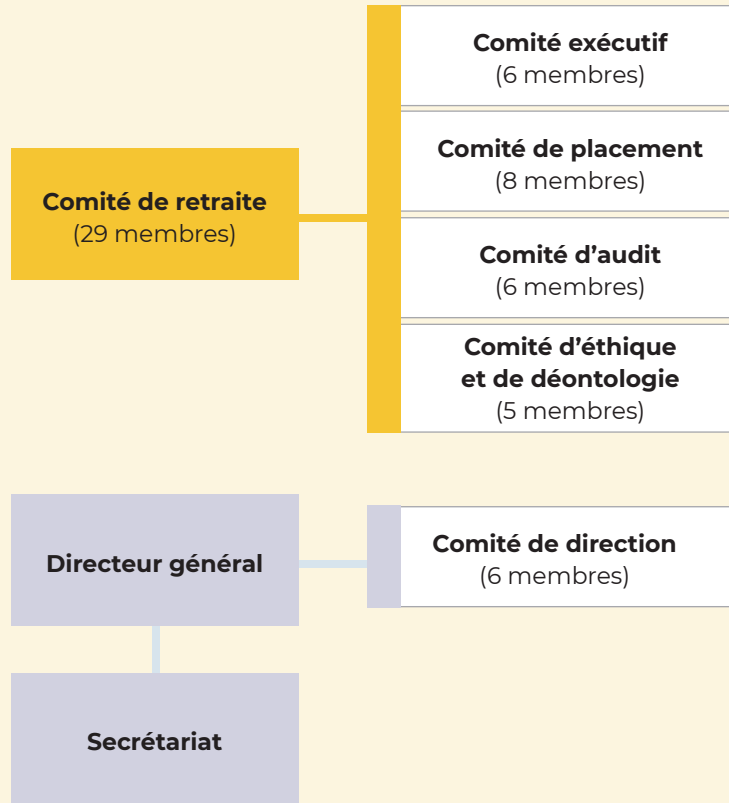 Comité de retraite
(29 membres)
Comité exécutif
(6 membres)
Comité de placement
(8 membres)
Comité d’audit
(6 membres)
Comité d’éthique
et de déontologie
(5 membres)
Directeur général
Comité de direction
(6 membres)
Secrétariat